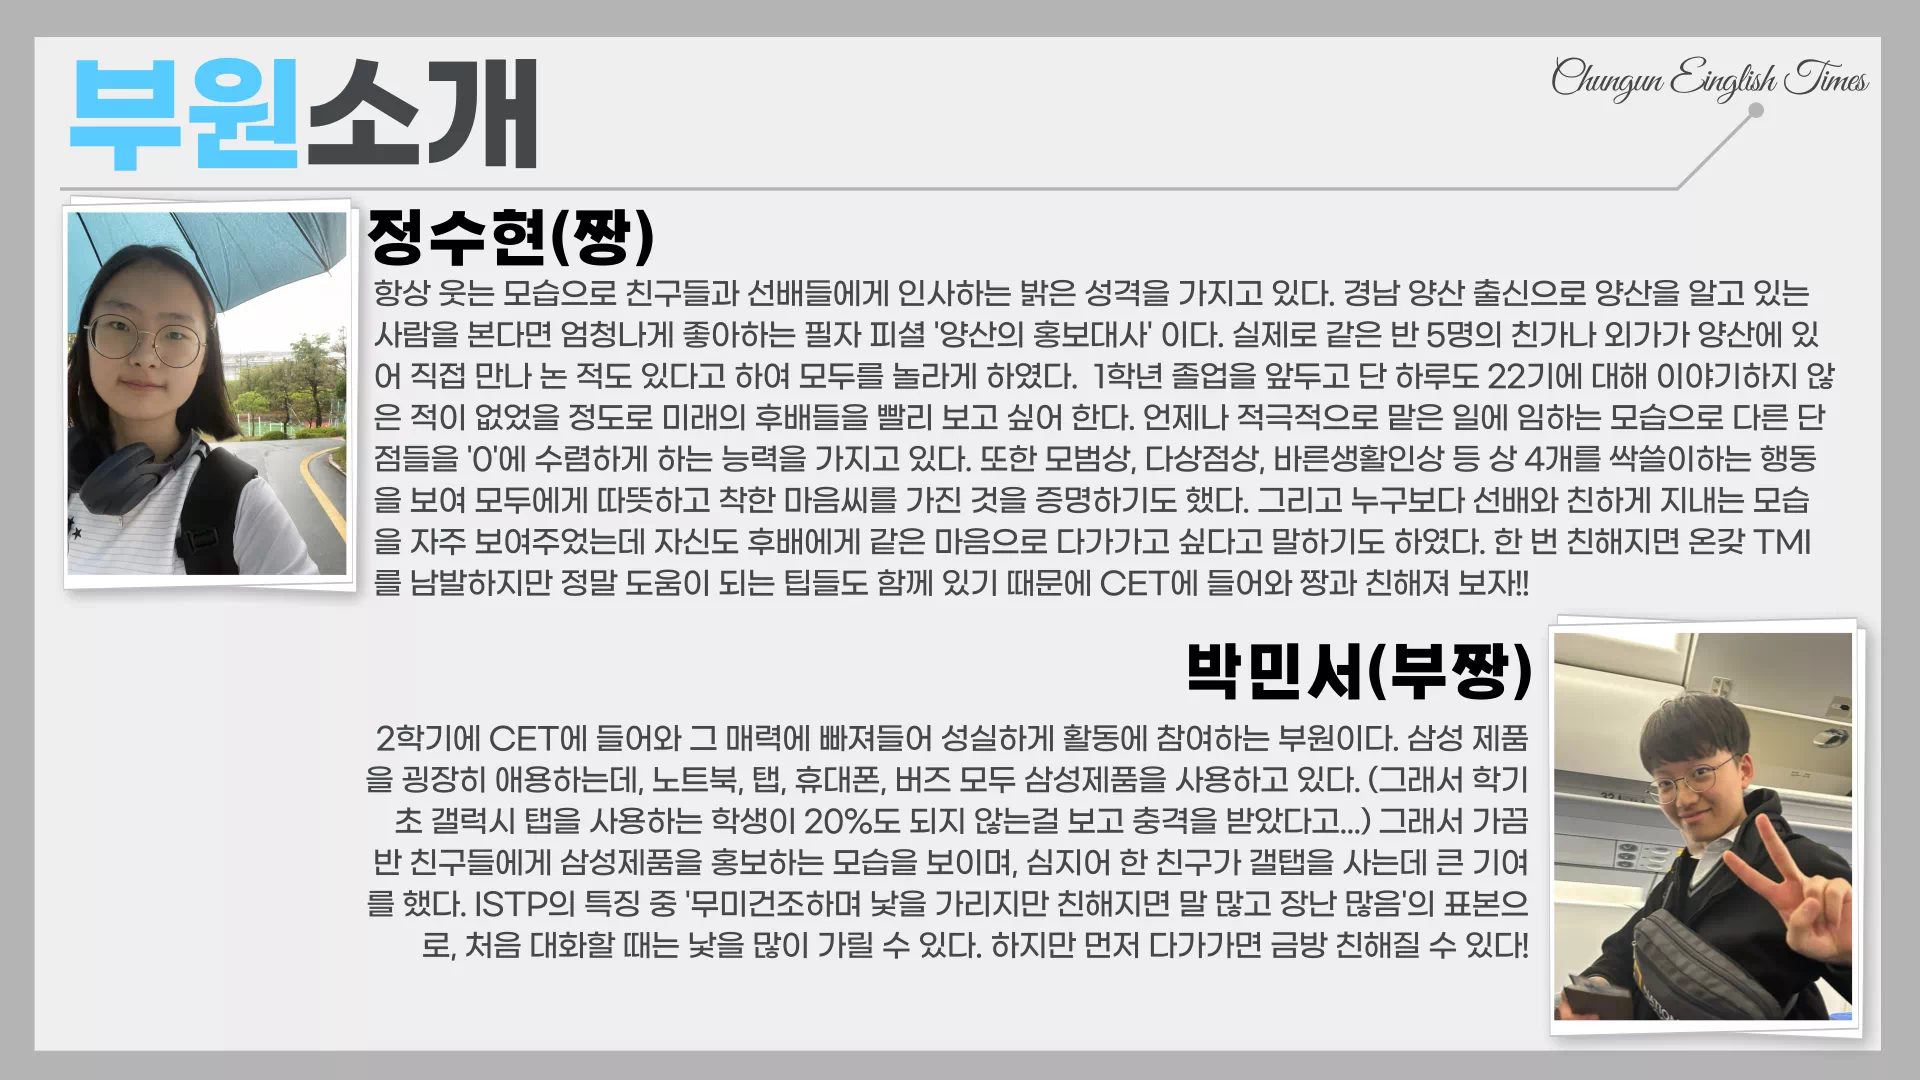 부원소개
Chungun Einglish Times
정수현(짱)
항상 웃는 모습으로 친구들과 선배들에게 인사하는 밝은 성격을 가지고 있다. 경남 양산 출신으로 양산을 알고 있는
사람을 본다면 엄청나게 좋아하는 필자 피셜 '양산의 홍보대사' 이다. 실제로 같은 반 5명의 친가나 외가가 양산에 있
어 직접 만나 논 적도 있다고 하여 모두를 놀라게 하였다. 1학년 졸업을 앞두고 단 하루도 22기에 대해 이야기하지 않
은 적이 없었을 정도로 미래의 후배들을 빨리 보고 싶어 한다. 언제나 적극적으로 맡은 일에 임하는 모습으로 다른 단
점들을 '0'에 수렴하게 하는 능력을 가지고 있다. 또한 모범상, 다상점상, 바른생활인상 등 상 4개를 싹쓸이하는 행동
을 보여 모두에게 따뜻하고 착한 마음씨를 가진 것을 증명하기도 했다. 그리고 누구보다 선배와 친하게 지내는 모습
을 자주 보여주었는데 자신도 후배에게 같은 마음으로 다가가고 싶다고 말하기도 하였다. 한 번 친해지면 온갖 TMI
를 남발하지만 정말 도움이 되는 팁들도 함께 있기 때문에 CET에 들어와 짱과 친해져 보자!!
박민서(부짱)
2학기에 CET에 들어와 그 매력에 빠져들어 성실하게 활동에 참여하는 부원이다. 삼성 제품
을 굉장히 애용하는데, 노트북, 탭, 휴대폰, 버즈 모두 삼성제품을 사용하고 있다. (그래서 학기
초 갤럭시 탭을 사용하는 학생이 20%도 되지 않는걸 보고 충격을 받았다고...) 그래서 가끔
반 친구들에게 삼성제품을 홍보하는 모습을 보이며, 심지어 한 친구가 갤탭을 사는데 큰 기여
를 했다. ISTP의 특징 중 '무미건조하며 낯을 가리지만 친해지면 말 많고 장난 많음'의 표본으
로, 처음 대화할 때는 낯을 많이 가릴 수 있다. 하지만 먼저 다가가면 금방 친해질 수 있다!